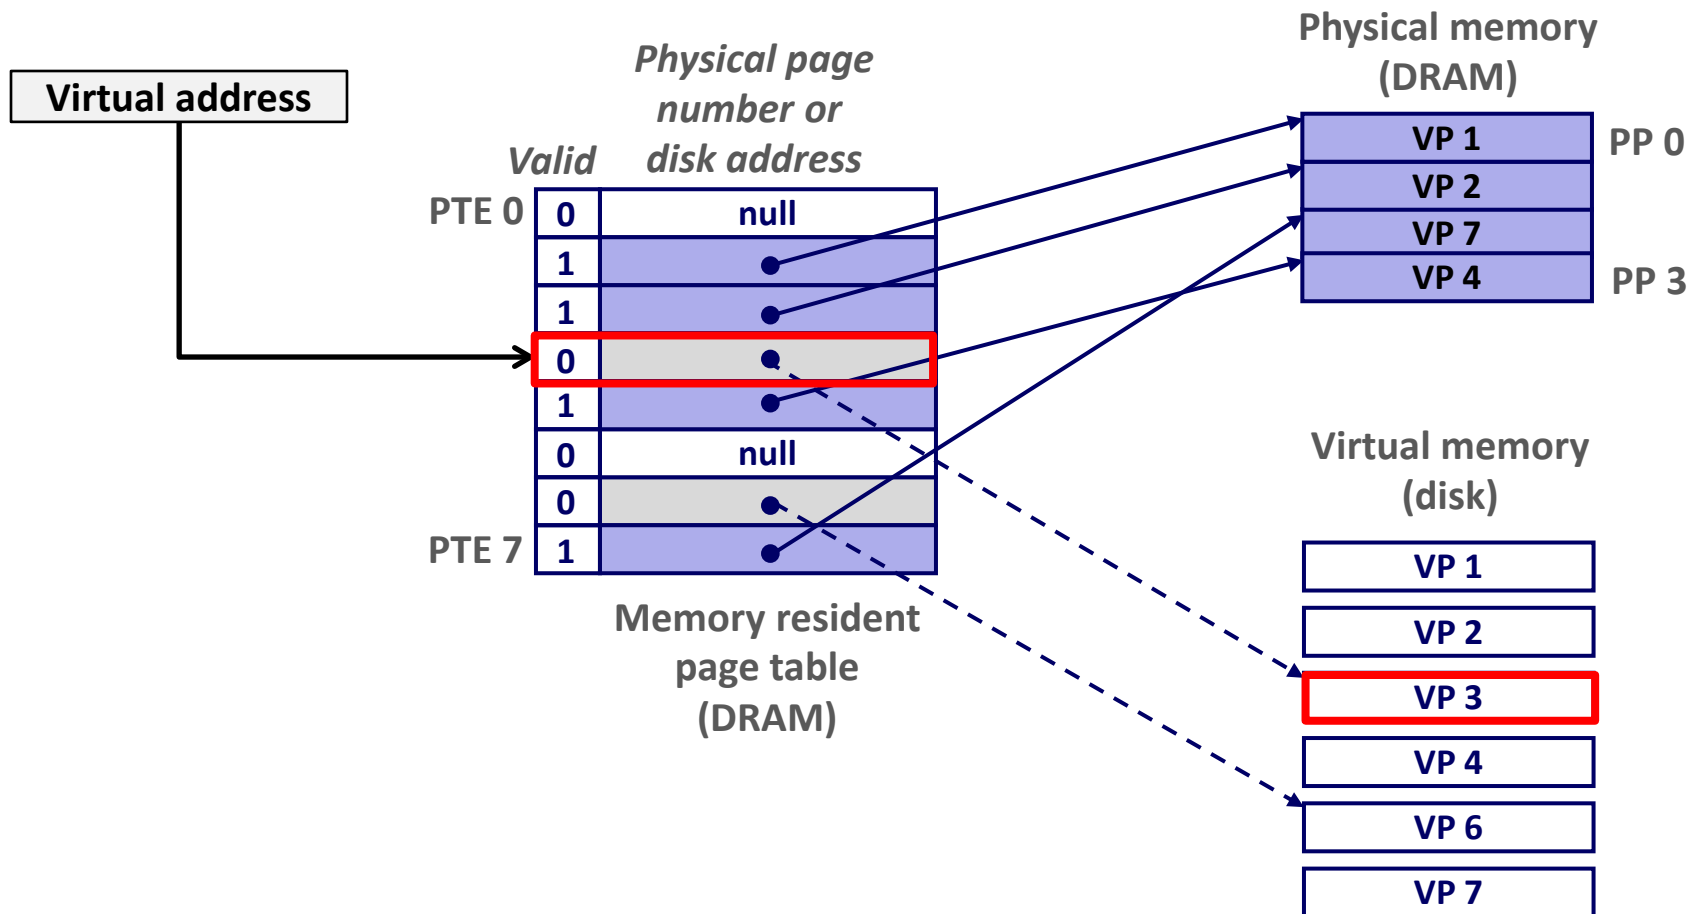 Virtual address
Physical page
number or
disk address
Valid
PTE 0
0
null
1
1
0
1
0
null
0
PTE 7
1
Memory resident
page table
(DRAM)
Physical memory
(DRAM)
VP 1
PP 0
VP 2
VP 7
VP 4
PP 3
Virtual memory
(disk)
VP 1
VP 2
VP 3
VP 4
VP 6
VP 7